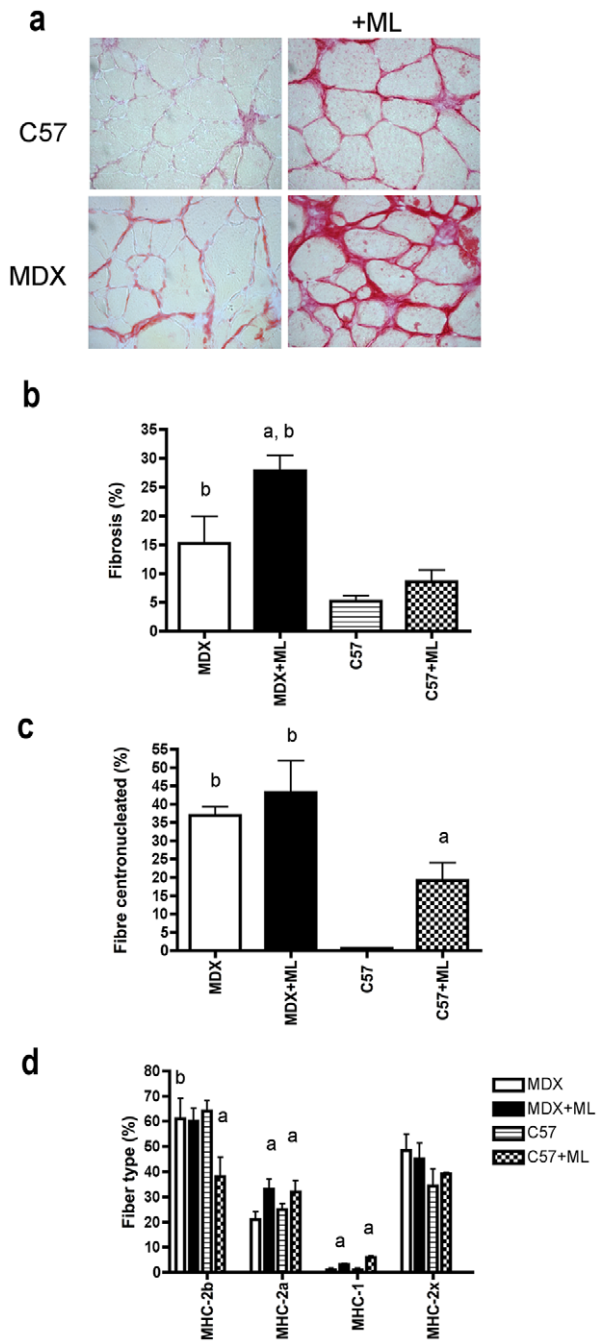 a
+ML
C57
MDX
b
35
30
25
20
15
10
5
0
Fibrosis (%)
b
a, b
MDX
MDX+ML
C57
C57+ML
c
55
50
45
40
35
30
25
20
15
10
5
0
Fibre centronucleated (%)
b
b
a
MDX
MDX+ML
C57
C57+ML
d
80
70
60
50
40
30
20
10
0
Fiber type (%)
b
a
a
a
a
a
MHC-2b
MHC-2a
MHC-1
MHC-2x
MDX
MDX+ML
C57
C57+ML